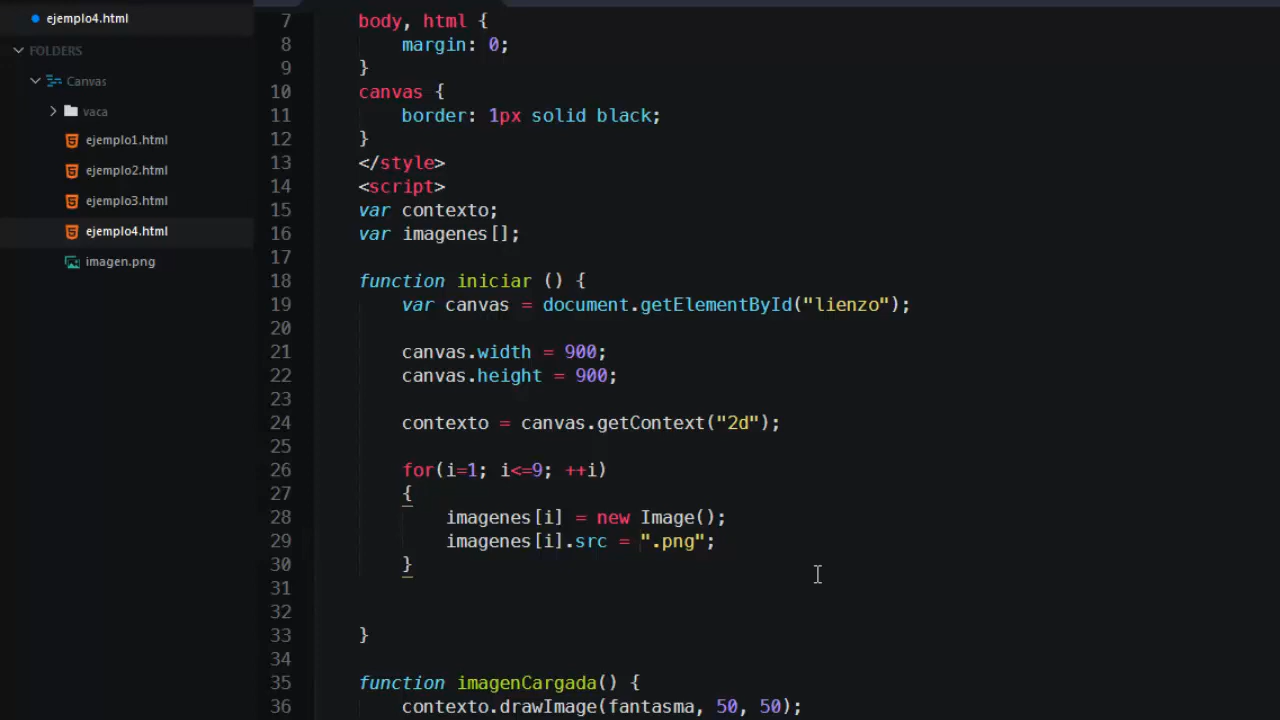 ejemplo4.html
FOLDERS
Canvas
vaca
ejemplo1.html
ejemplo2.html
ejemplo3.html
ejemplo4.html
imagen.png
7 body, html {
8 margin: 0;
9 }
10 canvas {
11 border: 1px solid black;
12 }
13 </style>
14 <script>
15 var contexto;
16 var imagenes[];
17
18 function iniciar () {
19 var canvas = document.getElementById("lienzo");
20
21 canvas.width = 900;
22 canvas.height = 900;
23
24 contexto = canvas.getContext("2d");
25
26 for(i=1; i<=9; ++i)
27 {
28 imagenes[i] = new Image();
29 imagenes[i].src = ".png";
30 }
31
32
33 }
34
35 function imagenCargada() {
36 contexto.drawImage(fantasma, 50, 50);